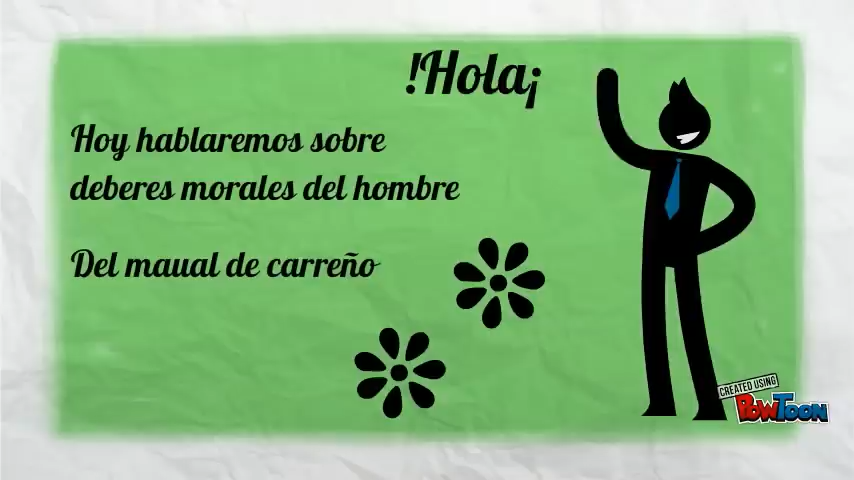 !Hola¡
Hoy hablaremos sobre
deberes morales del hombre
Del maual de carreño
CREATED USING
POWTOON